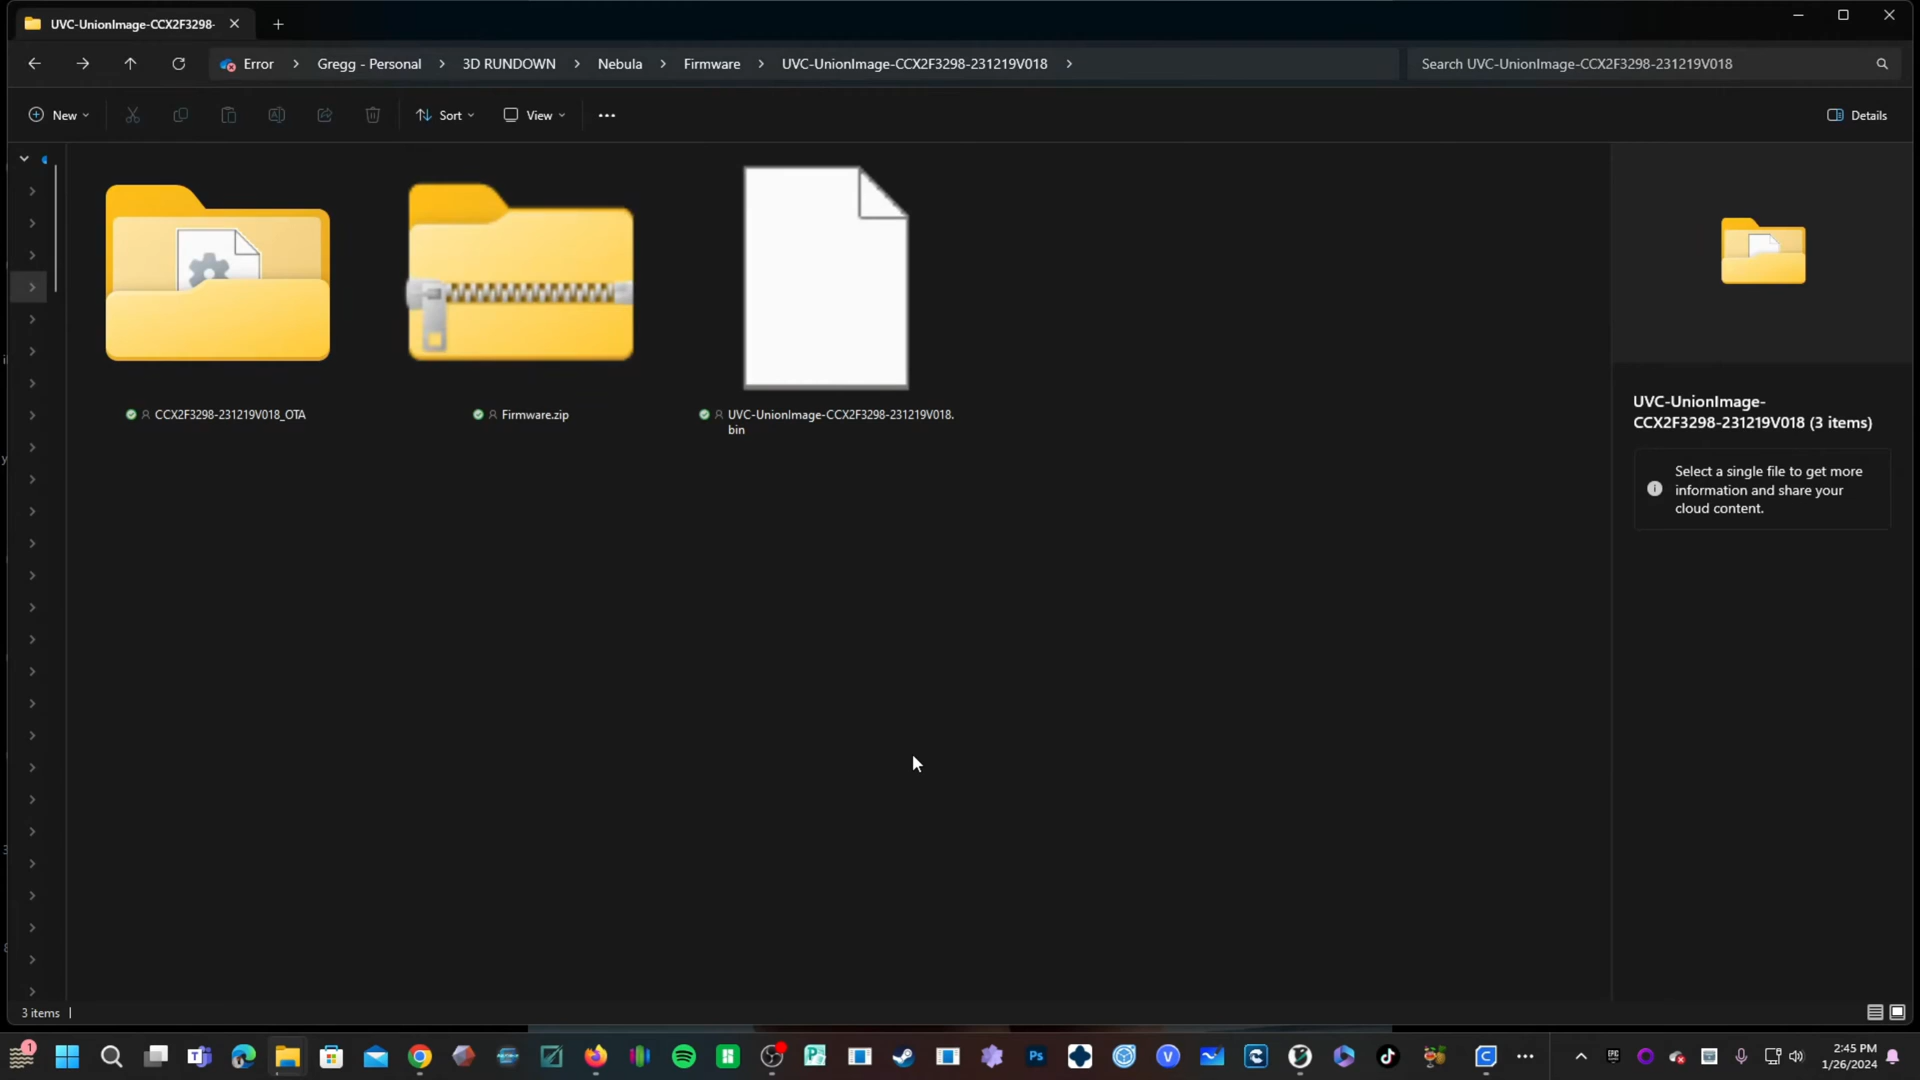 UVC-UnionImage-CCX2F3298-
Error
Gregg - Personal
3D RUNDOWN
Nebula
Firmware
UVC-UnionImage-CCX2F3298-231219V018
Search UVC-UnionImage-CCX2F3298-231219V018
New
Sort
View
Details
CCX2F3298-231219V018_OTA
Firmware.zip
UVC-UnionImage-CCX2F3298-231219V018.
bin
UVC-UnionImage-
CCX2F3298-231219V018 (3 items)
Select a single file to get more
information and share your
cloud content.
3 items
1
Ps
2:45 PM
1/26/2024